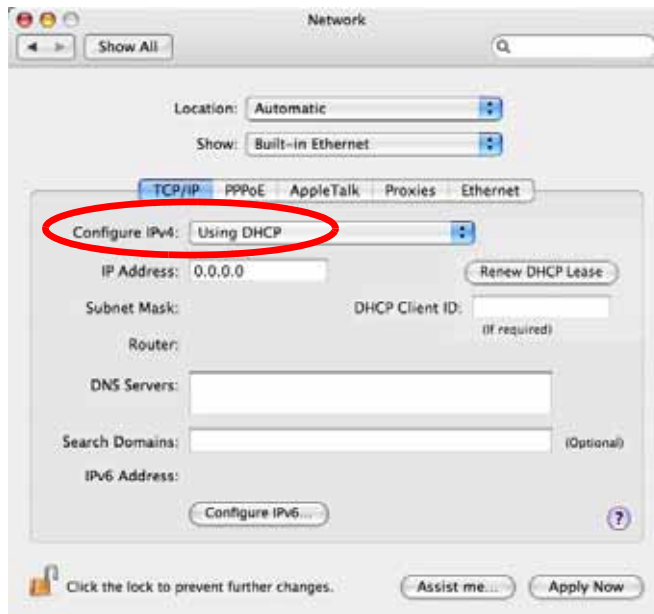 Network
Show All
Location: Automatic
Show: Built-in Ethernet
TCP/IP PPPoE AppleTalk Proxies Ethernet
Configure IPv4: Using DHCP
IP Address: 0.0.0.0 Renew DHCP Lease
Subnet Mask: DHCP Client ID:
(If required)
Router:
DNS Servers:
Search Domains: (Optional)
IPv6 Address:
Configure IPv6... ?
Click the lock to prevent further changes. Assist me... Apply Now